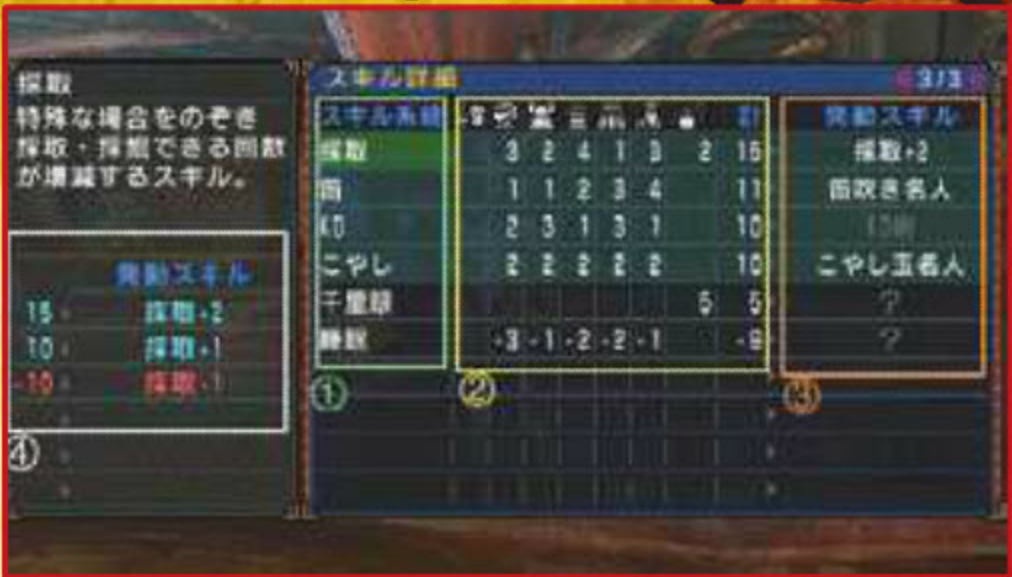 採取
特殊な場合をのぞき
採取・採掘できる回数
が増減するスキル。
発動スキル
15 採取+2
10 採取+1
-10 採取-1
④
スキル詳細 3/3
スキル系統 計 発動スキル
採取 3 2 4 1 3 2 15 採取+2
笛 1 1 2 3 4 11 笛吹き名人
KO 2 3 1 3 1 10 KO術
こやし 2 2 2 2 2 10 こやし玉名人
千里眼 5 5 ?
睡眠 -3 -1 -2 -2 -1 -9 ?
① ② ③